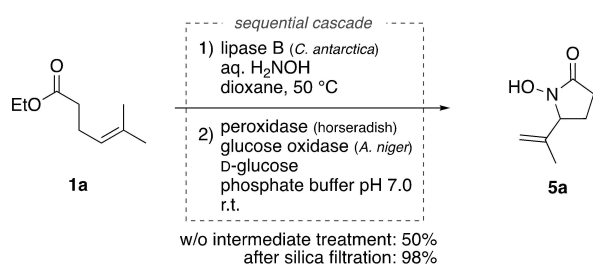 sequential cascade
1) lipase B (C. antarctica)
aq. H₂NOH
dioxane, 50 °C
2) peroxidase (horseradish)
glucose oxidase (A. niger)
D-glucose
phosphate buffer pH 7.0
r.t.
w/o intermediate treatment: 50%
after silica filtration: 98%
O
EtO
1a
O
HO
N
5a